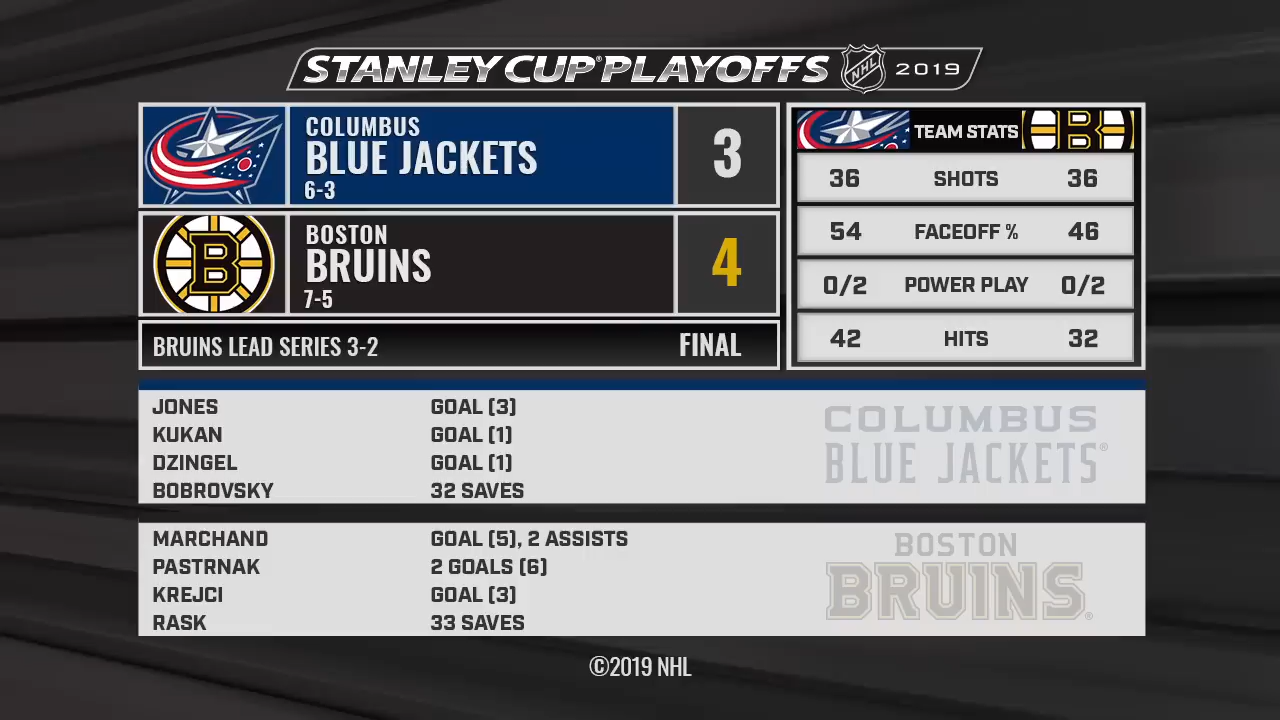 STANLEY CUP® PLAYOFFS NHL 2019
COLUMBUS
BLUE JACKETS 3
6-3
BOSTON
BRUINS 4
7-5
BRUINS LEAD SERIES 3-2 FINAL
TEAM STATS B
36 SHOTS 36
54 FACEOFF % 46
0/2 POWER PLAY 0/2
42 HITS 32
JONES GOAL (3)
KUKAN GOAL (1)
DZINGEL GOAL (1)
BOBROVSKY 32 SAVES
COLUMBUS
BLUE JACKETS®
MARCHAND GOAL (5), 2 ASSISTS
PASTRNAK 2 GOALS (6)
KREJCI GOAL (3)
RASK 33 SAVES
BOSTON
BRUINS®
©2019 NHL